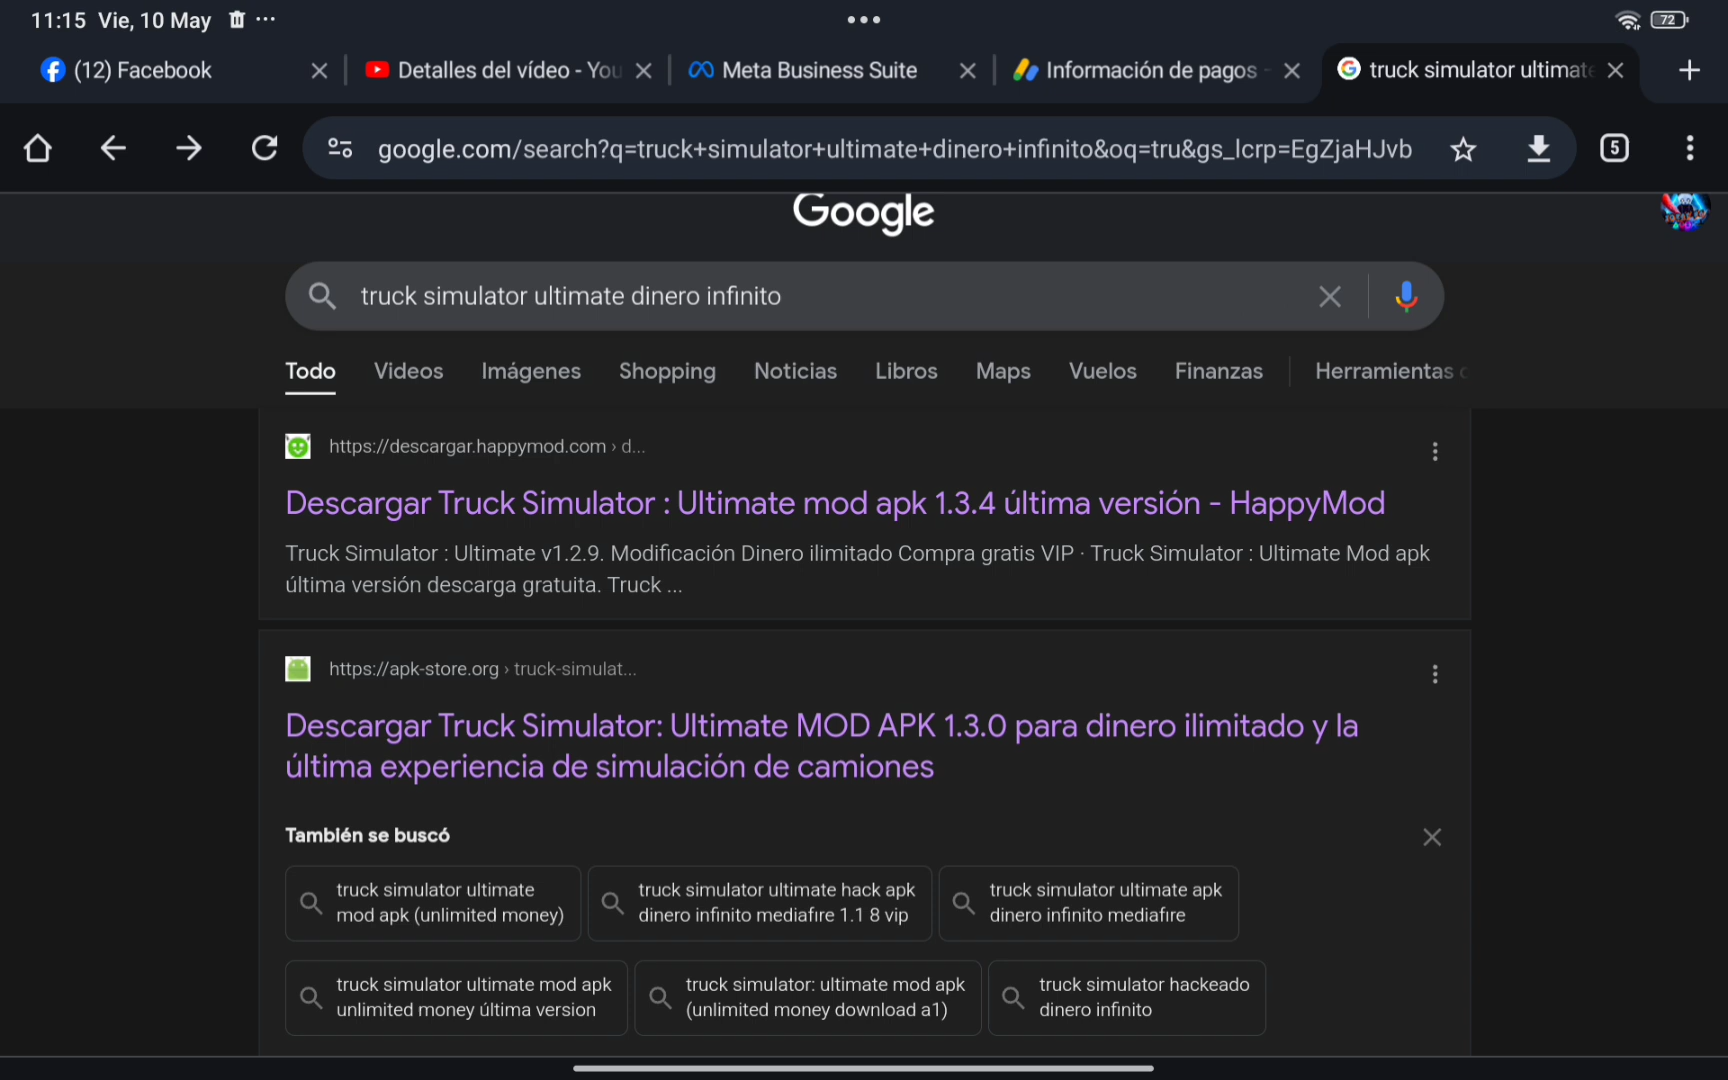 11:15 Vie, 10 May
72
(12) Facebook
Detalles del vídeo - You
Meta Business Suite
Información de pagos -
truck simulator ultimate
google.com/search?q=truck+simulator+ultimate+dinero+infinito&oq=tru&gs_lcrp=EgZjaHJvb
5
Google
truck simulator ultimate dinero infinito
Todo Videos Imágenes Shopping Noticias Libros Maps Vuelos Finanzas Herramientas
https://descargar.happymod.com › d...
Descargar Truck Simulator : Ultimate mod apk 1.3.4 última versión - HappyMod
Truck Simulator : Ultimate v1.2.9. Modificación Dinero ilimitado Compra gratis VIP · Truck Simulator : Ultimate Mod apk
última versión descarga gratuita. Truck ...
https://apk-store.org › truck-simulat...
Descargar Truck Simulator: Ultimate MOD APK 1.3.0 para dinero ilimitado y la
última experiencia de simulación de camiones
También se buscó
truck simulator ultimate
mod apk (unlimited money)
truck simulator ultimate hack apk
dinero infinito mediafıre 1.1 8 vip
truck simulator ultimate apk
dinero infinito mediafıre
truck simulator ultimate mod apk
unlimited money última version
truck simulator: ultimate mod apk
(unlimited money download a1)
truck simulator hackeado
dinero infinito